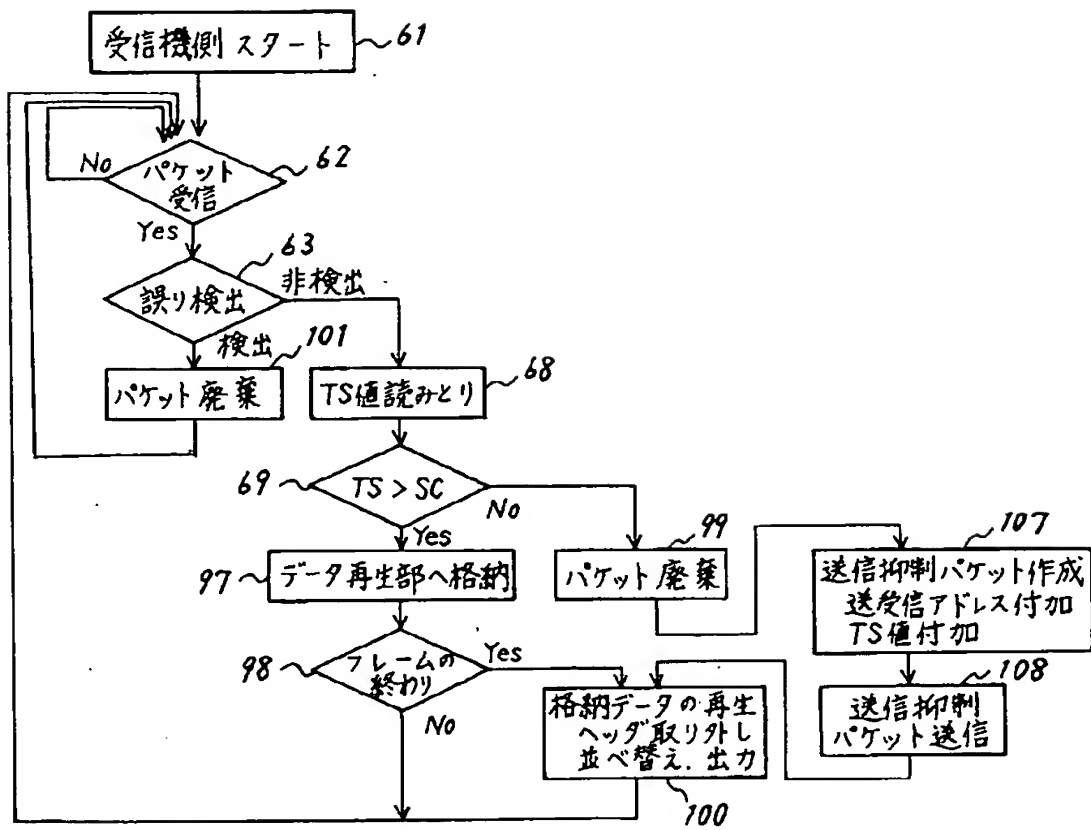 受信機側スタート
61
No
パケット
受信
62
Yes
63
誤り検出
非検出
検出
101
パケット廃棄
TS値読みとり
68
69
TS > SC
No
Yes
97
データ再生部へ格納
99
パケット廃棄
107
送信抑制パケット作成
送受信アドレス付加
TS値付加
98
フレームの
終わり
Yes
No
格納データの再生
ヘッダ取り外し
並べ替え.出力
100
108
送信抑制
パケット送信